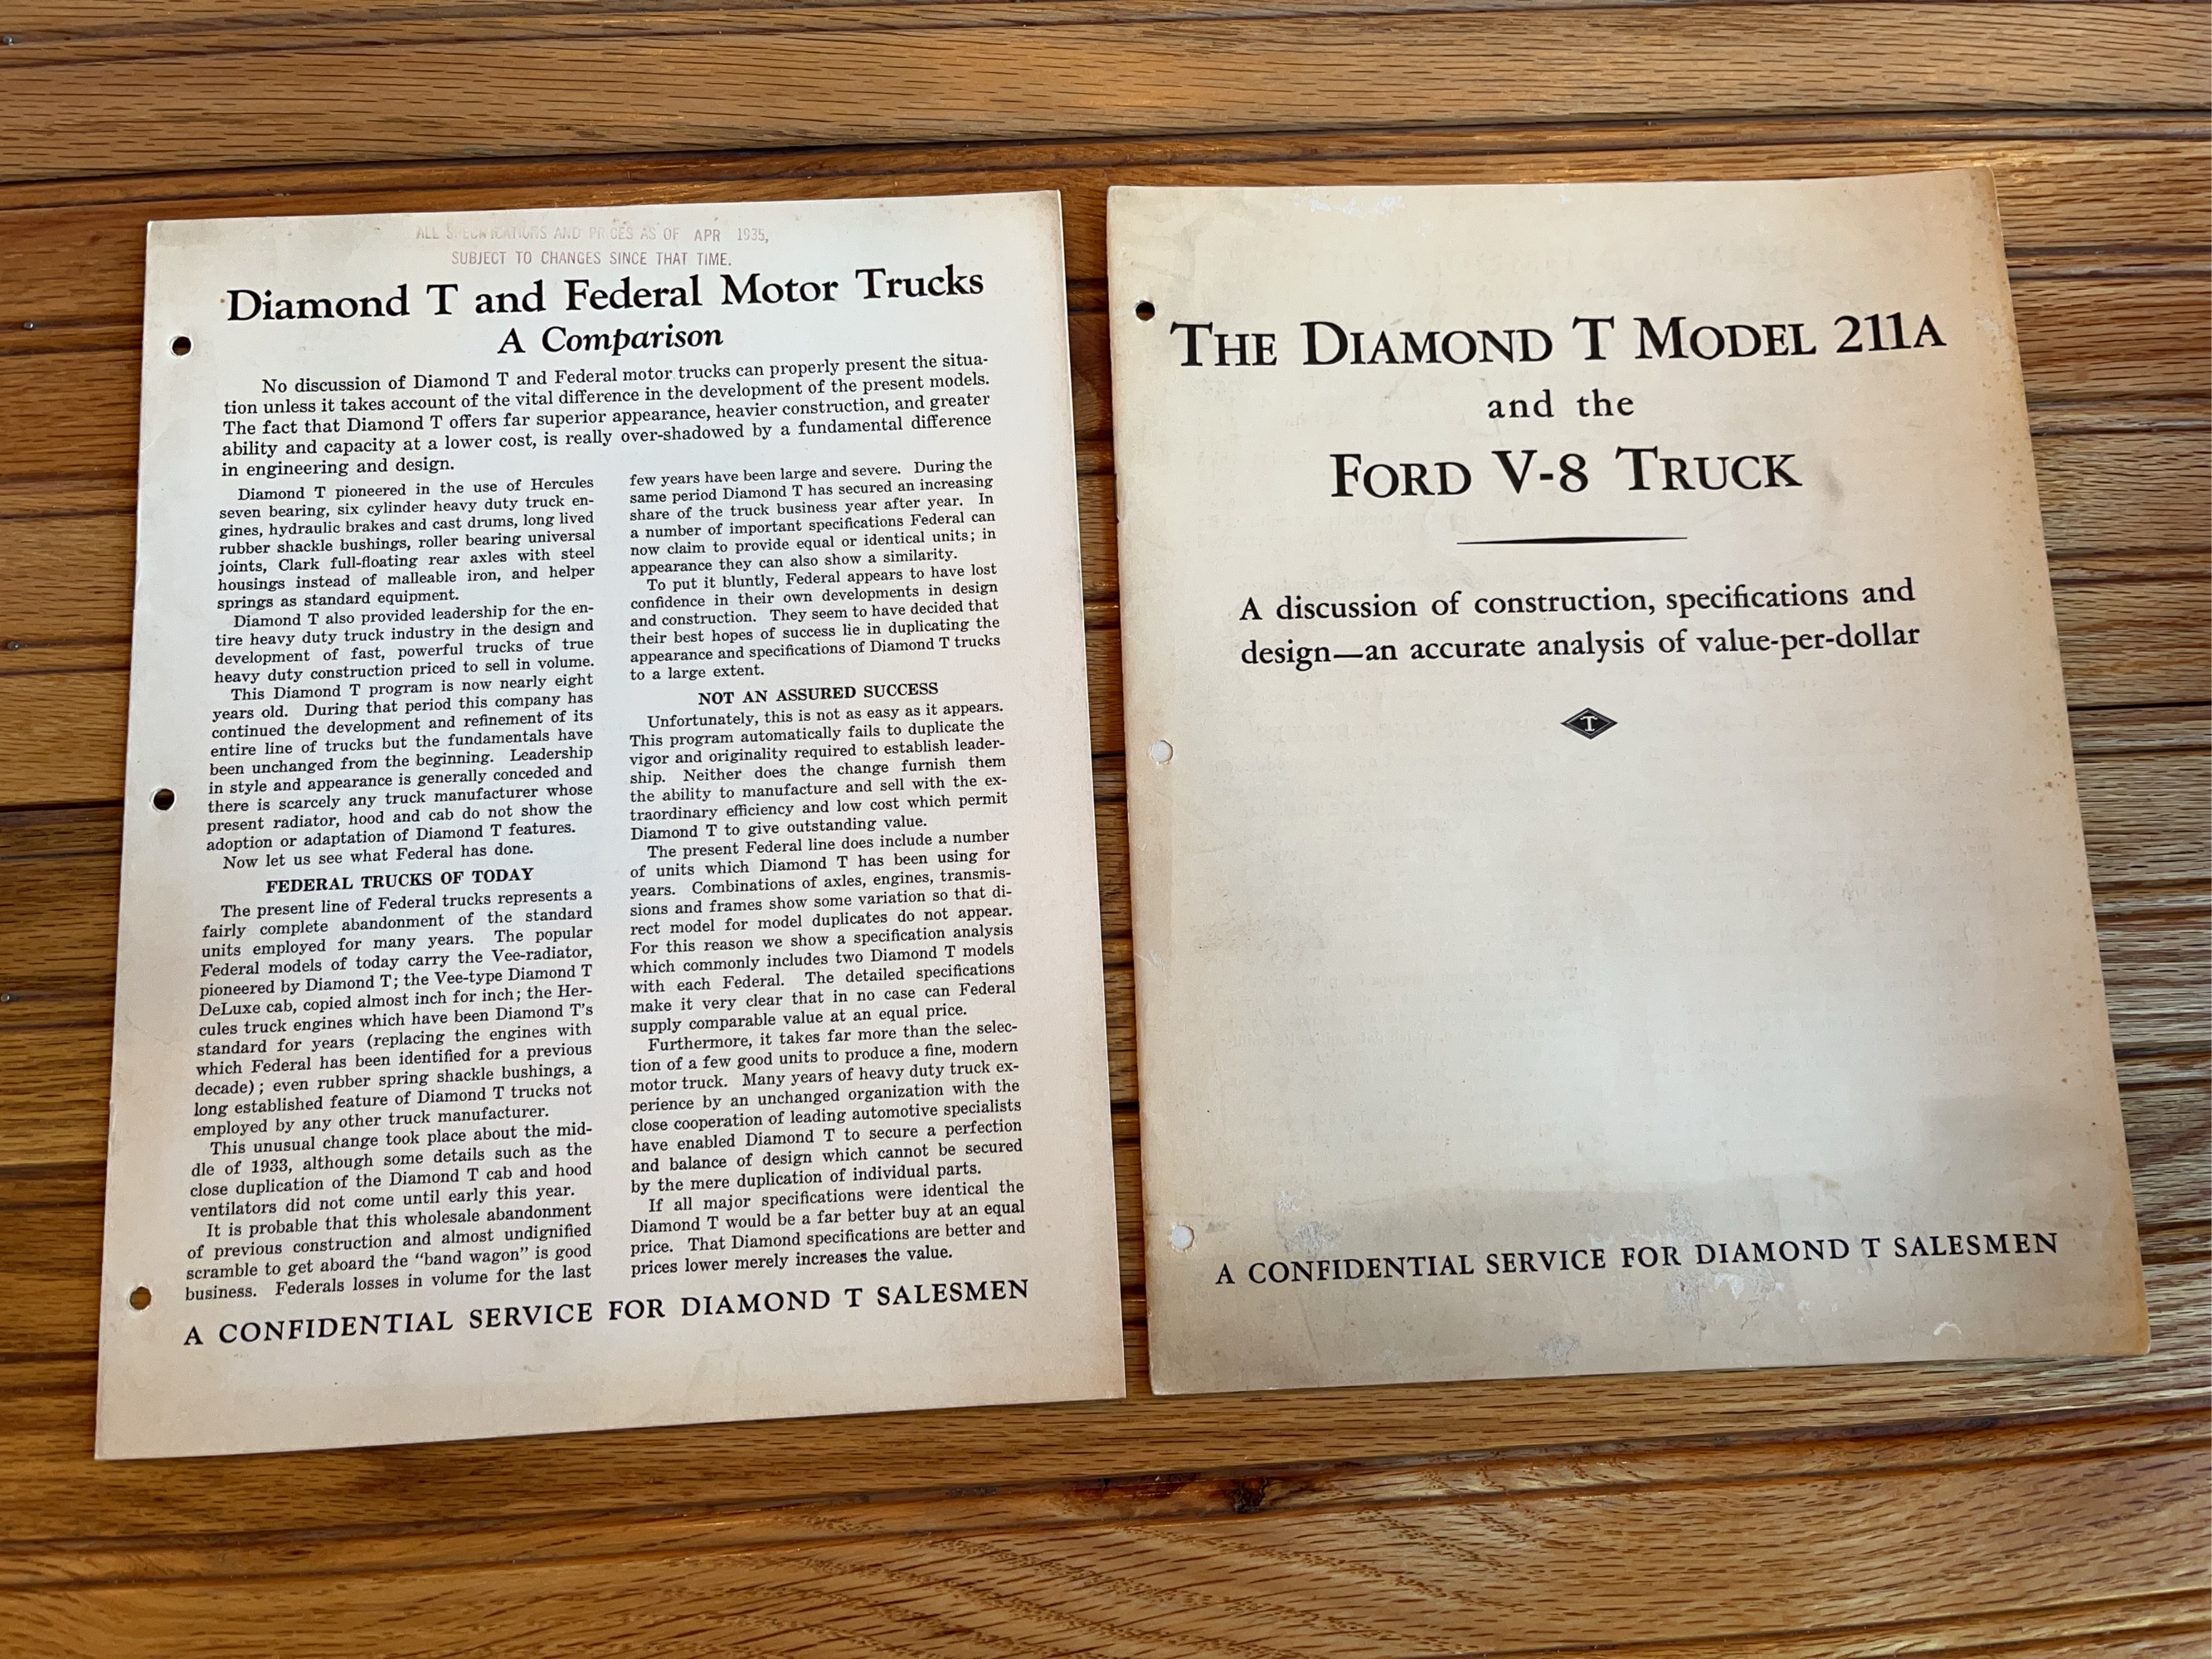 ALL SPECIFICATIONS AND PRICES AS OF APR 1935,
SUBJECT TO CHANGES SINCE THAT TIME.
Diamond T and Federal Motor Trucks
A Comparison
No discussion of Diamond T and Federal motor trucks can properly present the situa-
tion unless it takes account of the vital difference in the development of the present models.
The fact that Diamond T offers far superior appearance, heavier construction, and greater
ability and capacity at a lower cost, is really over-shadowed by a fundamental difference
in engineering and design.
Diamond T pioneered in the use of Hercules
seven bearing, six cylinder heavy duty truck en-
gines, hydraulic brakes and cast drums, long lived
rubber shackle bushings, roller bearing universal
joints, Clark full-floating rear axles with steel
housings instead of malleable iron, and helper
springs as standard equipment.
Diamond T also provided leadership for the en-
tire heavy duty truck industry in the design and
development of fast, powerful trucks of true
heavy duty construction priced to sell in volume.
This Diamond T program is now nearly eight
years old. During that period this company has
continued the development and refinement of its
entire line of trucks but the fundamentals have
been unchanged from the beginning. Leadership
in style and appearance is generally conceded and
there is scarcely any truck manufacturer whose
present radiator, hood and cab do not show the
adoption or adaptation of Diamond T features.
Now let us see what Federal has done.
FEDERAL TRUCKS OF TODAY
The present line of Federal trucks represents a
fairly complete abandonment of the standard
units employed for many years. The popular
Federal models of today carry the Vee-radiator,
pioneered by Diamond T; the Vee-type Diamond T
DeLuxe cab, copied almost inch for inch; the Her-
cules truck engines which have been Diamond T's
standard for years (replacing the engines with
which Federal has been identified for a previous
decade); even rubber spring shackle bushings, a
long established feature of Diamond T trucks not
employed by any other truck manufacturer.
This unusual change took place about the mid-
dle of 1933, although some details such as the
close duplication of the Diamond T cab and hood
ventilators did not come until early this year.
It is probable that this wholesale abandonment
of previous construction and almost undignified
scramble to get aboard the "band wagon" is good
business. Federals losses in volume for the last
few years have been large and severe. During the
same period Diamond T has secured an increasing
share of the truck business year after year. In
a number of important specifications Federal can
now claim to provide equal or identical units; in
appearance they can also show a similarity.
To put it bluntly, Federal appears to have lost
confidence in their own developments in design
and construction. They seem to have decided that
their best hopes of success lie in duplicating the
appearance and specifications of Diamond T trucks
to a large extent.
NOT AN ASSURED SUCCESS
Unfortunately, this is not as easy as it appears.
This program automatically fails to duplicate the
vigor and originality required to establish leader-
ship. Neither does the change furnish them
the ability to manufacture and sell with the ex-
traordinary efficiency and low cost which permit
Diamond T to give outstanding value.
The present Federal line does include a number
of units which Diamond T has been using for
years. Combinations of axles, engines, transmis-
sions and frames show some variation so that di-
rect model for model duplicates do not appear.
For this reason we show a specification analysis
which commonly includes two Diamond T models
with each Federal. The detailed specifications
make it very clear that in no case can Federal
supply comparable value at an equal price.
Furthermore, it takes far more than the selec-
tion of a few good units to produce a fine, modern
motor truck. Many years of heavy duty truck ex-
perience by an unchanged organization with the
close cooperation of leading automotive specialists
have enabled Diamond T to secure a perfection
and balance of design which cannot be secured
by the mere duplication of individual parts.
If all major specifications were identical the
Diamond T would be a far better buy at an equal
price. That Diamond specifications are better and
prices lower merely increases the value.
A CONFIDENTIAL SERVICE FOR DIAMOND T SALESMEN
THE DIAMOND T MODEL 211A
and the
FORD V-8 TRUCK
A discussion of construction, specifications and
design—an accurate analysis of value-per-dollar
T
A CONFIDENTIAL SERVICE FOR DIAMOND T SALESMEN